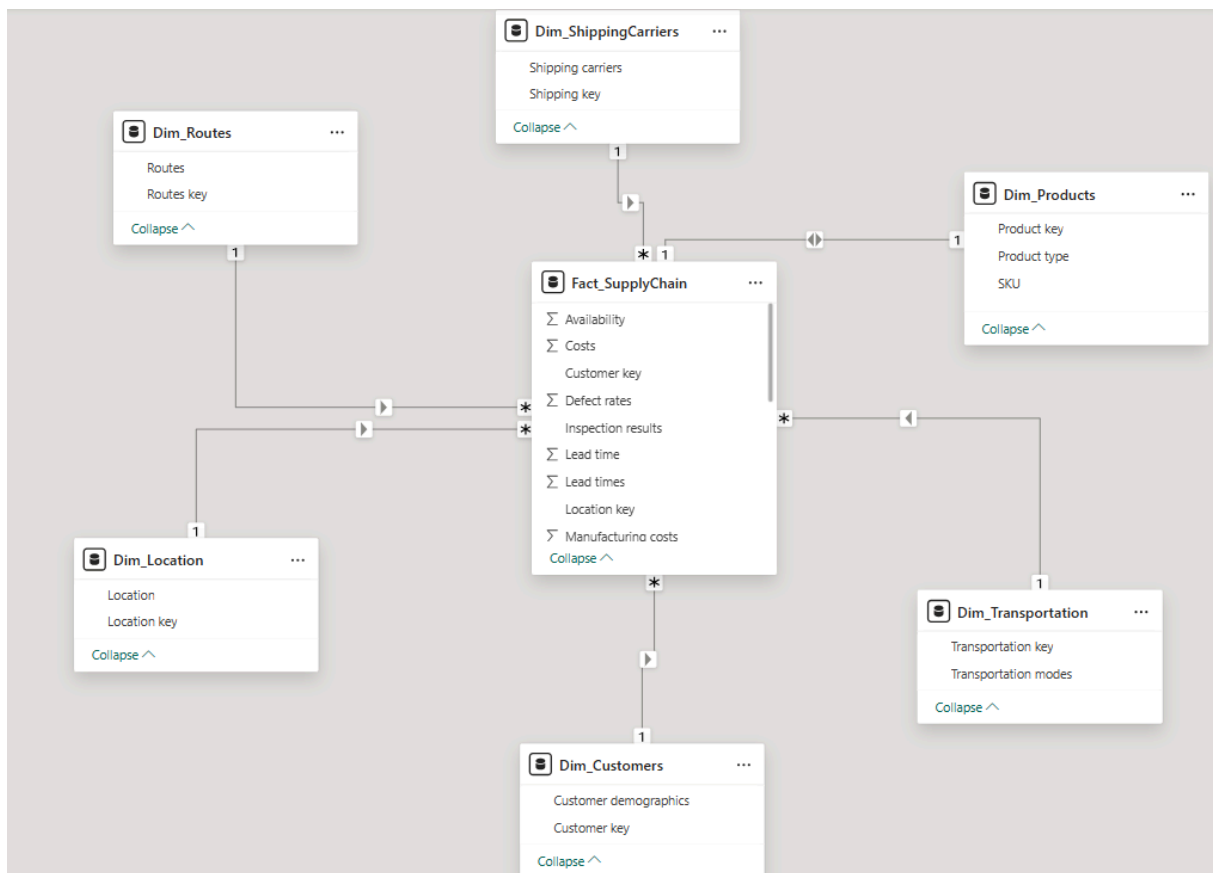 Dim_ShippingCarriers ...
Shipping carriers
Shipping key
Collapse
1
*
Dim_Routes ...
Routes
Routes key
Collapse
1
*
Dim_Products ...
Product key
Product type
SKU
Collapse
1
1
Fact_SupplyChain ...
Σ Availability
Σ Costs
Customer key
Σ Defect rates
Inspection results
Σ Lead time
Σ Lead times
Location key
Σ Manufacturing costs
Collapse
*
*
*
Dim_Location ...
Location
Location key
Collapse
1
Dim_Transportation ...
Transportation key
Transportation modes
Collapse
1
Dim_Customers ...
Customer demographics
Customer key
Collapse
1